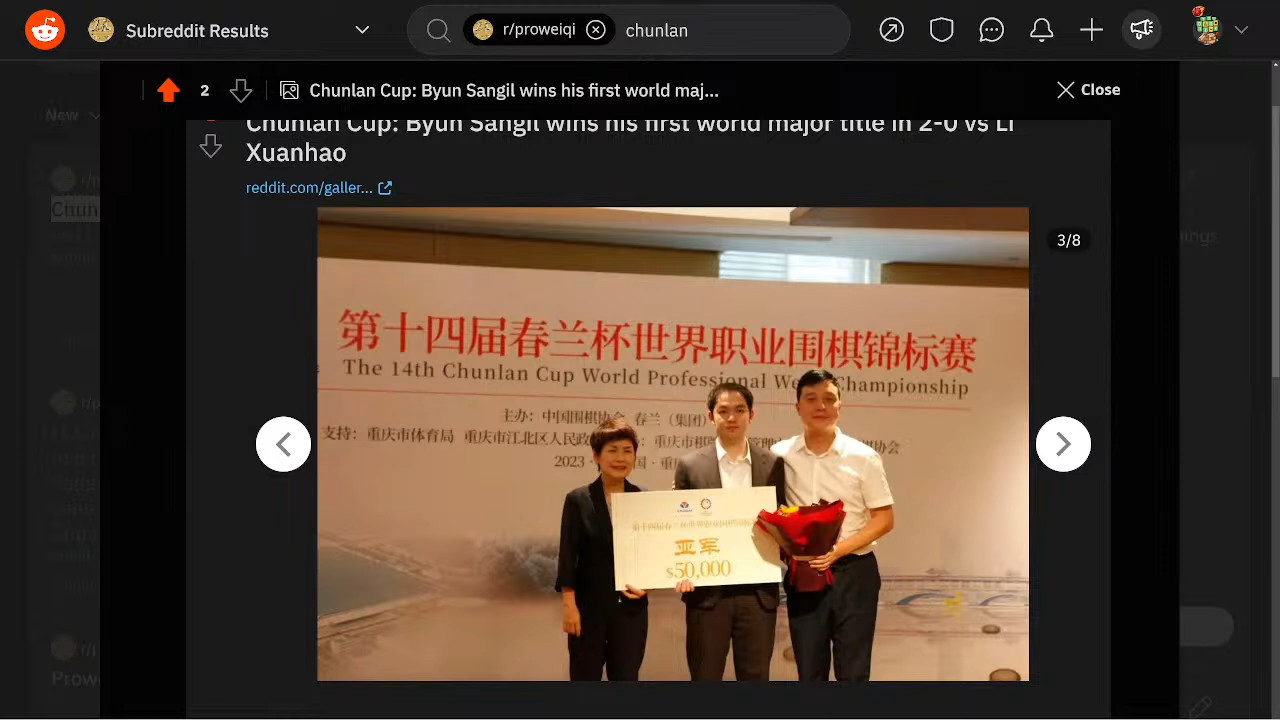 Subreddit Results
r/proweiqi
chunlan
2
Chunlan Cup: Byun Sangil wins his first world maj...
Close
New
Chunlan Cup: Byun Sangil wins his first world major title in 2-0 vs Li
Xuanhao
reddit.com/galler...
3/8
第十四届春兰杯世界职业围棋锦标赛
The 14th Chunlan Cup World Professional Championship
主办：中国围棋协会 春兰（集团）
支持：重庆市体育局 重庆市江北区人民政
2023
国·重庆
亚军
$50,000